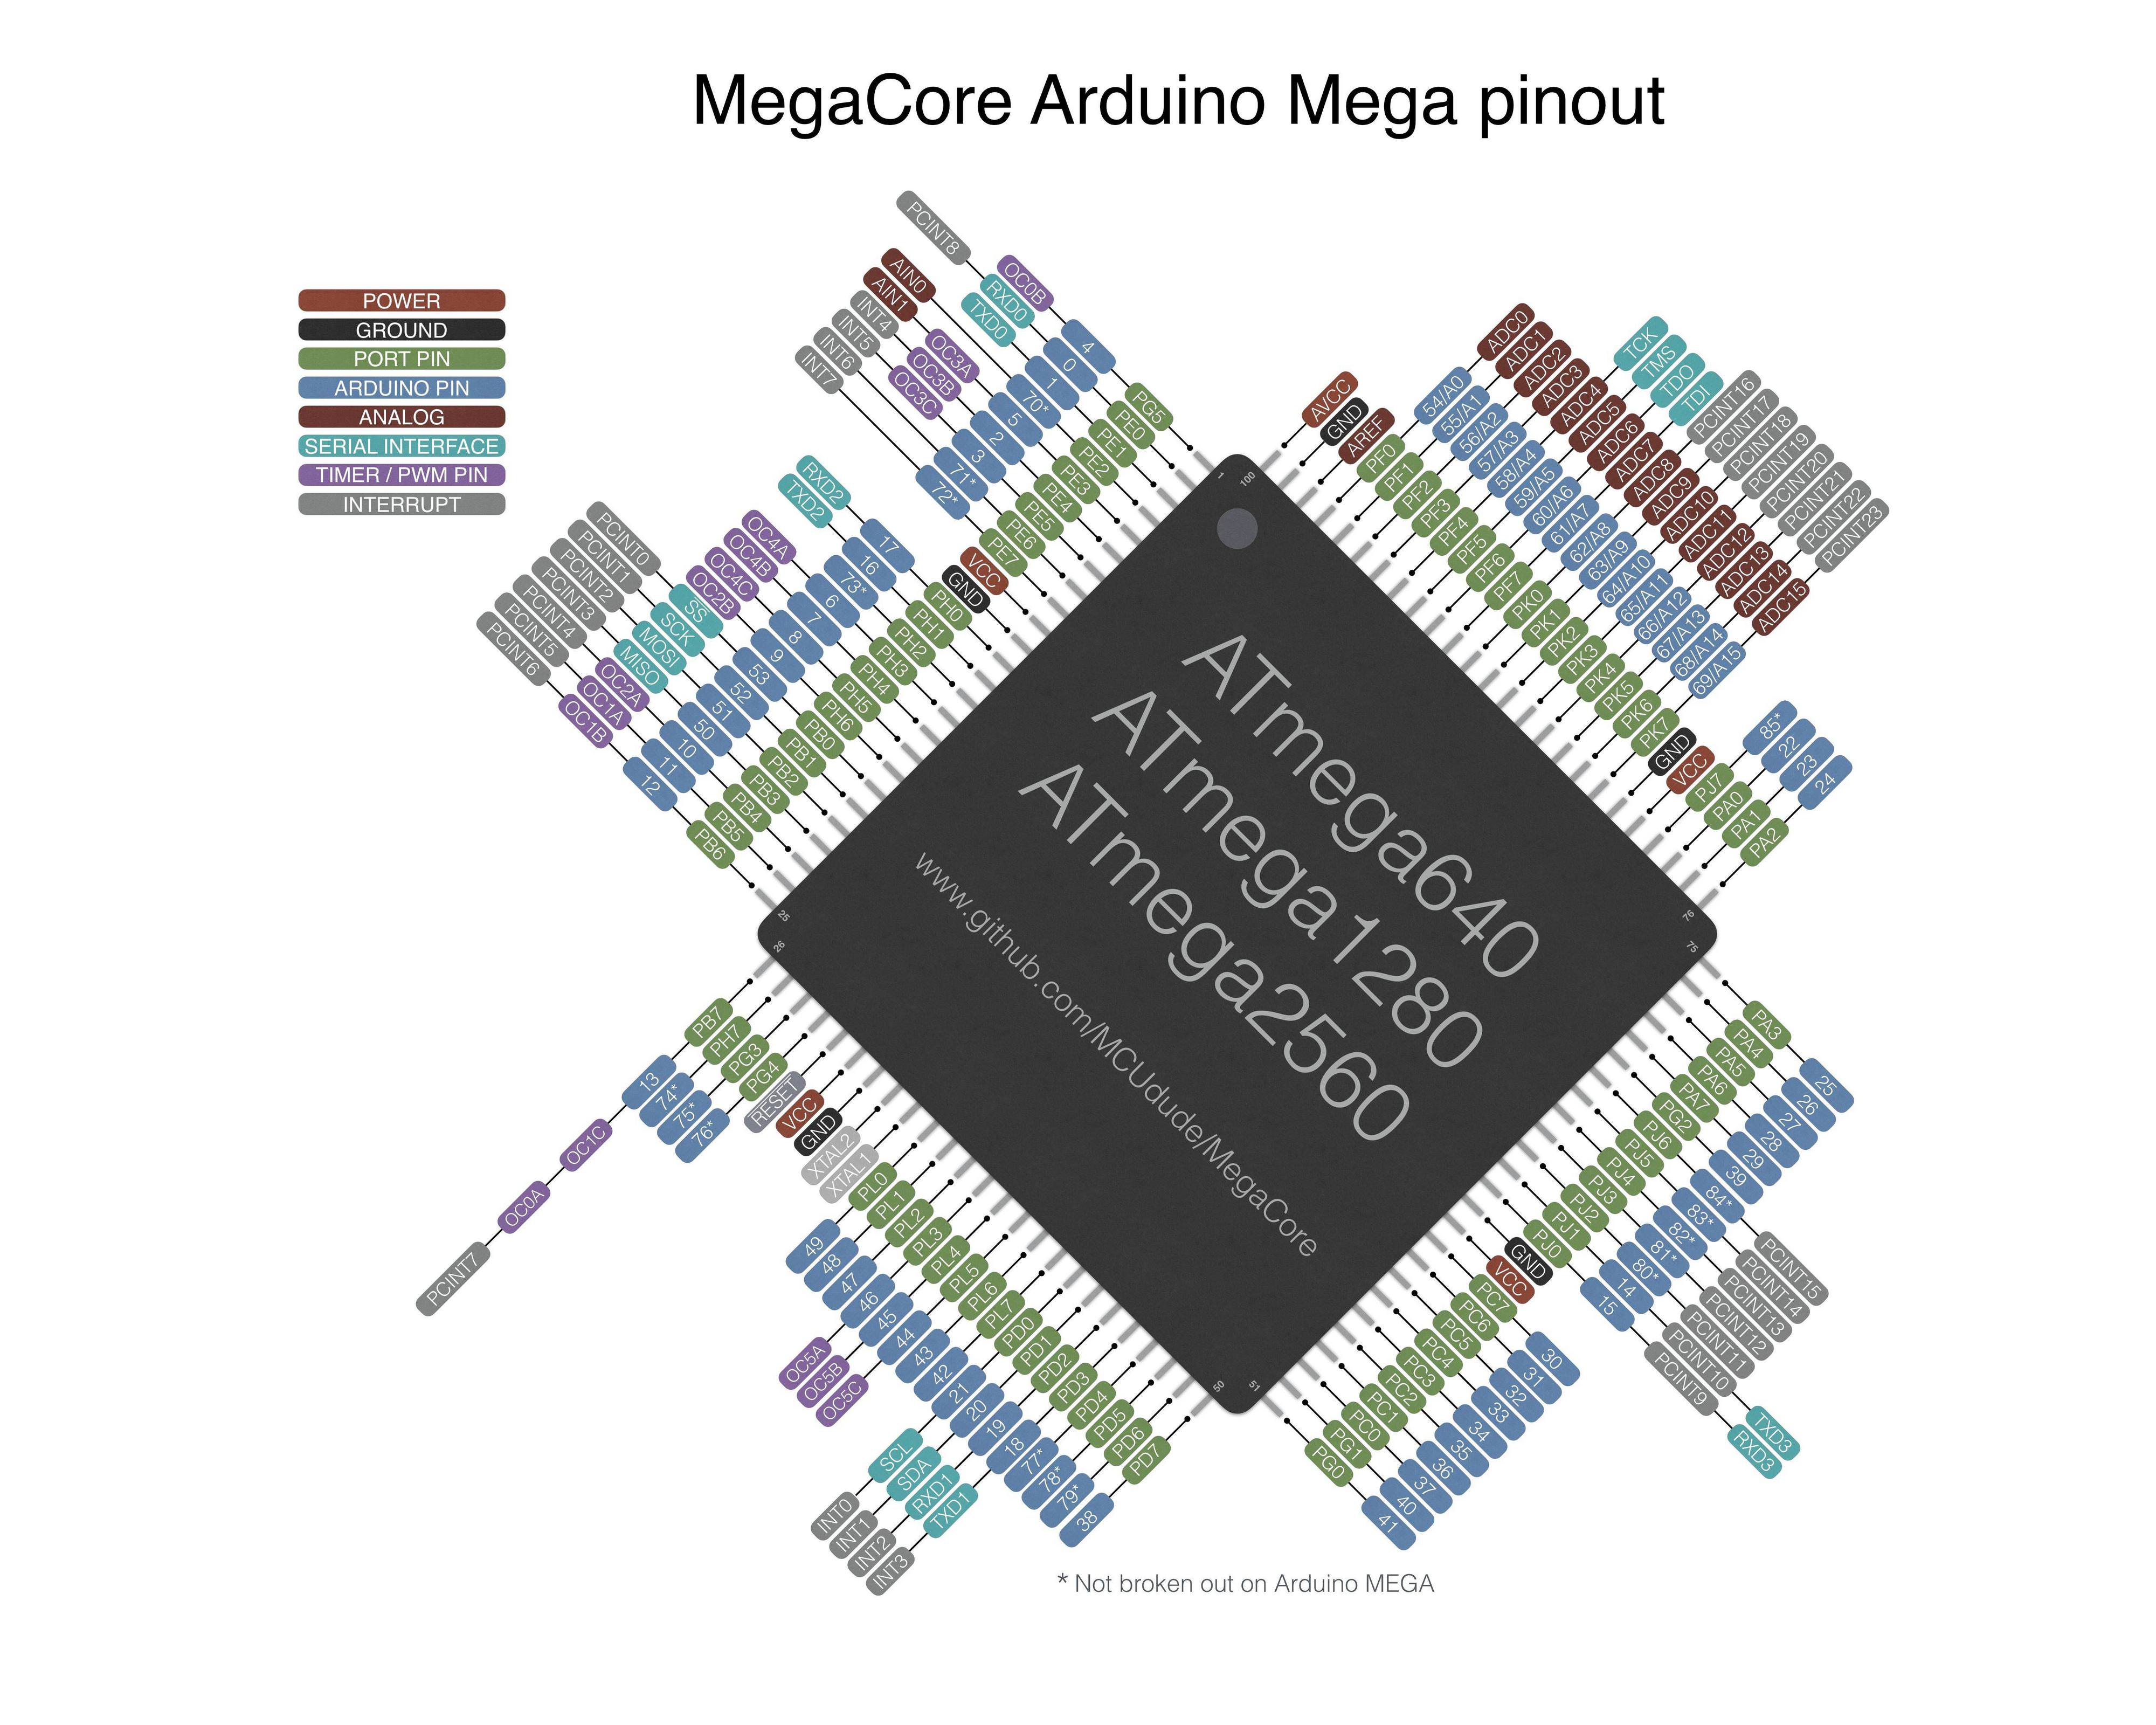 MegaCore Arduino Mega pinout
POWER
GROUND
PORT PIN
ARDUINO PIN
ANALOG
SERIAL INTERFACE
TIMER / PWM PIN
INTERRUPT
PG5 4 OC0B
PE0 0 RXD0 PCINT8
PE1 1 TXD0
PE2 70* AIN0
PE3 5 OC3A AIN1
PE4 2 OC3B INT4
PE5 3 OC3C INT5
PE6 71* INT6
PE7 72* INT7
VCC
GND
PH0 17 RXD2
PH1 16 TXD2
PH2 73*
PH3 6 OC4A
PH4 7 OC4B
PH5 8 OC4C
PH6 9 OC2B
PB0 53 SS PCINT0
PB1 52 SCK PCINT1
PB2 51 MOSI PCINT2
PB3 50 MISO PCINT3
PB4 10 OC2A PCINT4
PB5 11 OC1A PCINT5
PB6 12 OC1B PCINT6
PB7 13 OC1C OC0A PCINT7
PH7 74*
PG3 75*
PG4 76*
RESET
VCC
GND
XTAL2
XTAL1
PL0 49
PL1 48
PL2 47
PL3 46 OC5A
PL4 45 OC5B
PL5 44 OC5C
PL6 43
PL7 42
PD0 21 SCL INT0
PD1 20 SDA INT1
PD2 19 RXD1 INT2
PD3 18 TXD1 INT3
PD4 77*
PD5 78*
PD6 79*
PD7 38
PG0 41
PG1 40
PC0 37
PC1 36
PC2 35
PC3 34
PC4 33
PC5 32
PC6 31
PC7 30
VCC
GND
PJ0 15 PCINT9 RXD3
PJ1 14 PCINT10 TXD3
PJ2 80* PCINT11
PJ3 81* PCINT12
PJ4 82* PCINT13
PJ5 83* PCINT14
PJ6 84* PCINT15
PG2 39
PA7 29
PA6 28
PA5 27
PA4 26
PA3 25
PA2 24
PA1 23
PA0 22
PJ7 85*
VCC
GND
PK7 69/A15 ADC15 PCINT23
PK6 68/A14 ADC14 PCINT22
PK5 67/A13 ADC13 PCINT21
PK4 66/A12 ADC12 PCINT20
PK3 65/A11 ADC11 PCINT19
PK2 64/A10 ADC10 PCINT18
PK1 63/A9 ADC9 PCINT17
PK0 62/A8 ADC8 PCINT16
PF7 61/A7 ADC7 TDI
PF6 60/A6 ADC6 TDO
PF5 59/A5 ADC5 TMS
PF4 58/A4 ADC4 TCK
PF3 57/A3 ADC3
PF2 56/A2 ADC2
PF1 55/A1 ADC1
PF0 54/A0 ADC0
AREF
GND
AVCC
1
100
25
26
50
51
75
76
ATmega640
ATmega1280
ATmega2560
www.github.com/MCUdude/MegaCore
* Not broken out on Arduino MEGA